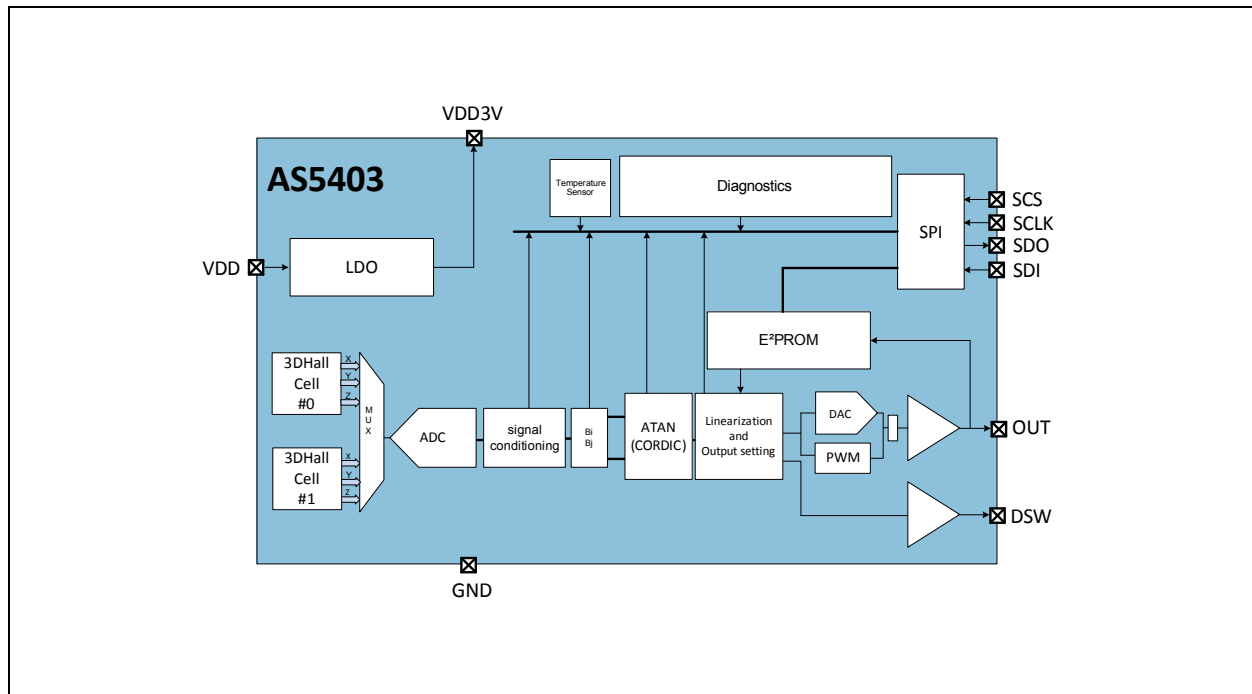 VDD3V
AS5403
Temperature
Sensor
Diagnostics
SPI
SCS
SCLK
SDO
SDI
VDD
LDO
E²PROM
3DHall
Cell
#0
X
Y
Z
M
U
X
ADC
signal
conditioning
Bi
Bj
ATAN
(CORDIC)
Linearization
and
Output setting
DAC
PWM
OUT
3DHall
Cell
#1
X
Y
Z
DSW
GND